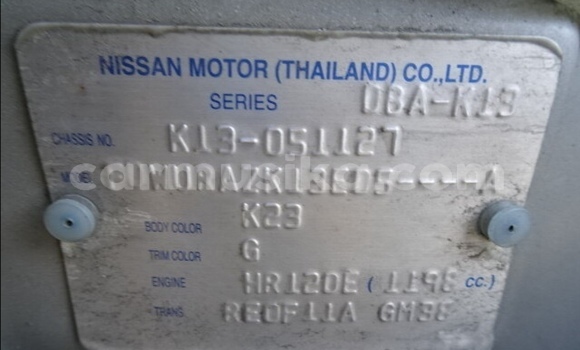 NISSAN MOTOR (THAILAND) CO.,LTD.
SERIES DBA-K13
CHASSIS NO. K13-051127
MODEL
BODY COLOR K23
TRIM COLOR G
ENGINE HR12DE ( 1198 CC.)
TRANS RE0F11A GM38